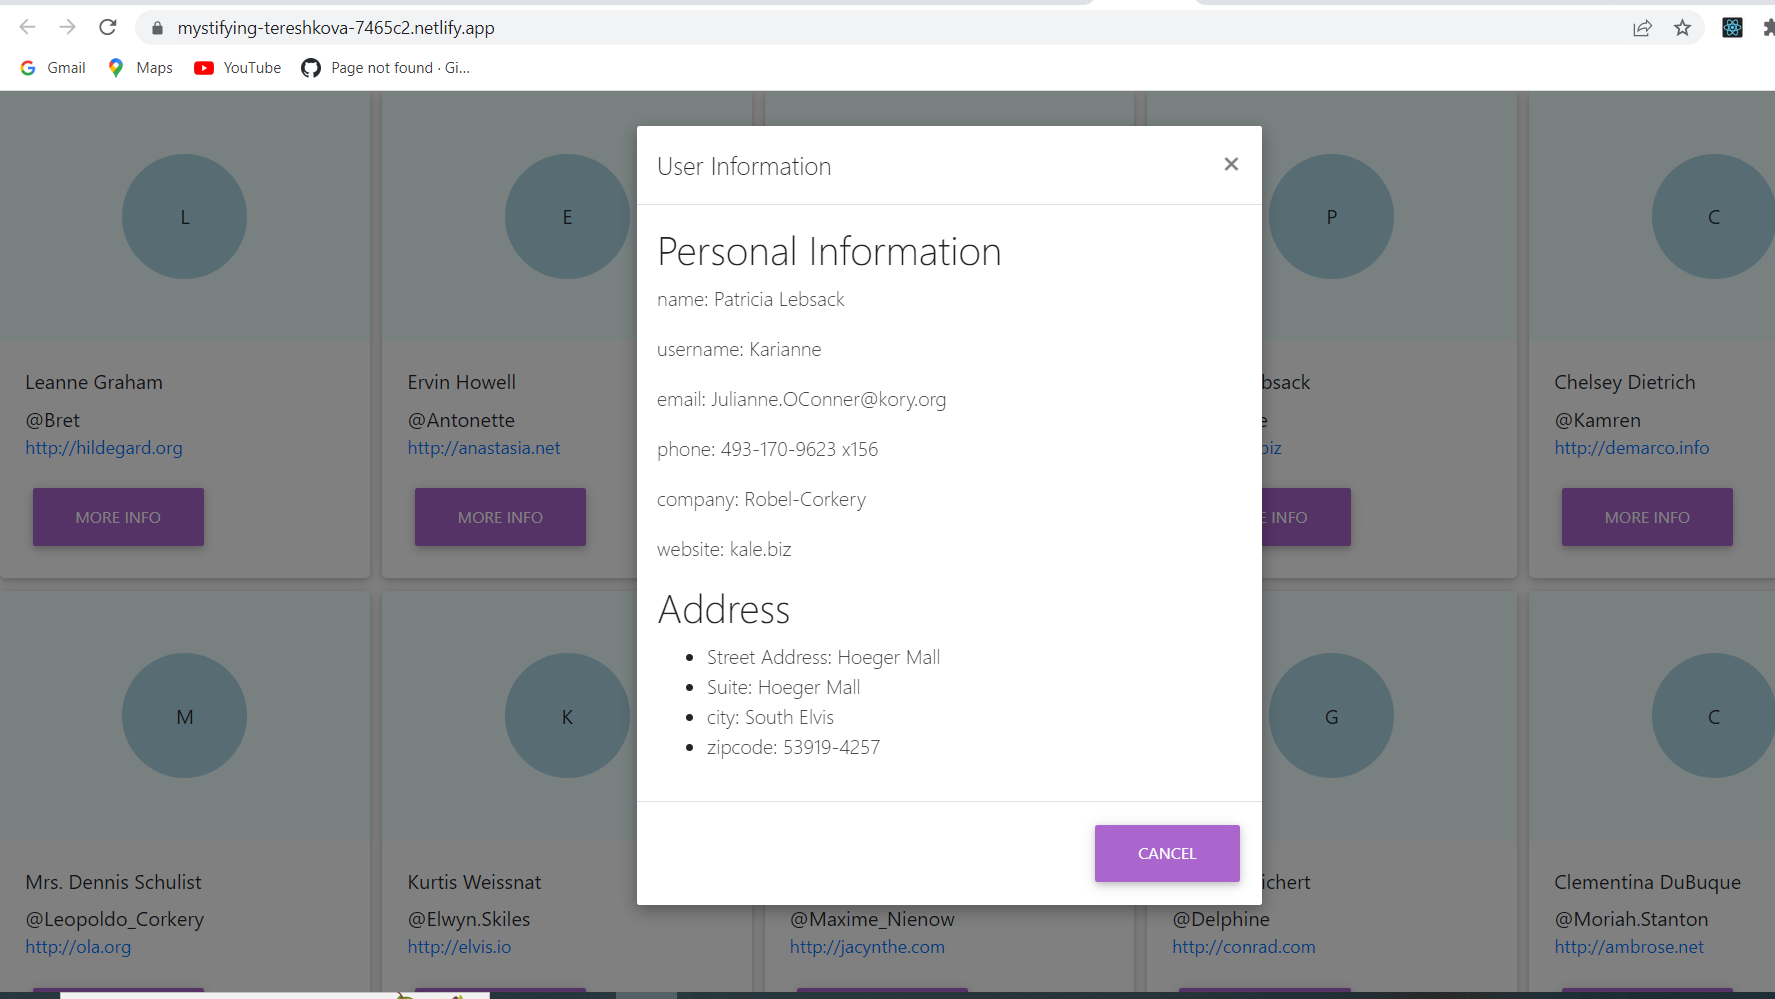 mystifying-tereshkova-7465c2.netlify.app
Gmail Maps YouTube Page not found · Gi...
User Information
×
Personal Information
name: Patricia Lebsack
username: Karianne
email: Julianne.OConner@kory.org
phone: 493-170-9623 x156
company: Robel-Corkery
website: kale.biz
Address
• Street Address: Hoeger Mall
• Suite: Hoeger Mall
• city: South Elvis
• zipcode: 53919-4257
CANCEL
L
Leanne Graham
@Bret
http://hildegard.org
MORE INFO
E
Ervin Howell
@Antonette
http://anastasia.net
MORE INFO
P
bsack
e
biz
E INFO
C
Chelsey Dietrich
@Kamren
http://demarco.info
MORE INFO
M
Mrs. Dennis Schulist
@Leopoldo_Corkery
http://ola.org
K
Kurtis Weissnat
@Elwyn.Skiles
http://elvis.io
@Maxime_Nienow
http://jacynthe.com
G
ichert
@Delphine
http://conrad.com
C
Clementina DuBuque
@Moriah.Stanton
http://ambrose.net